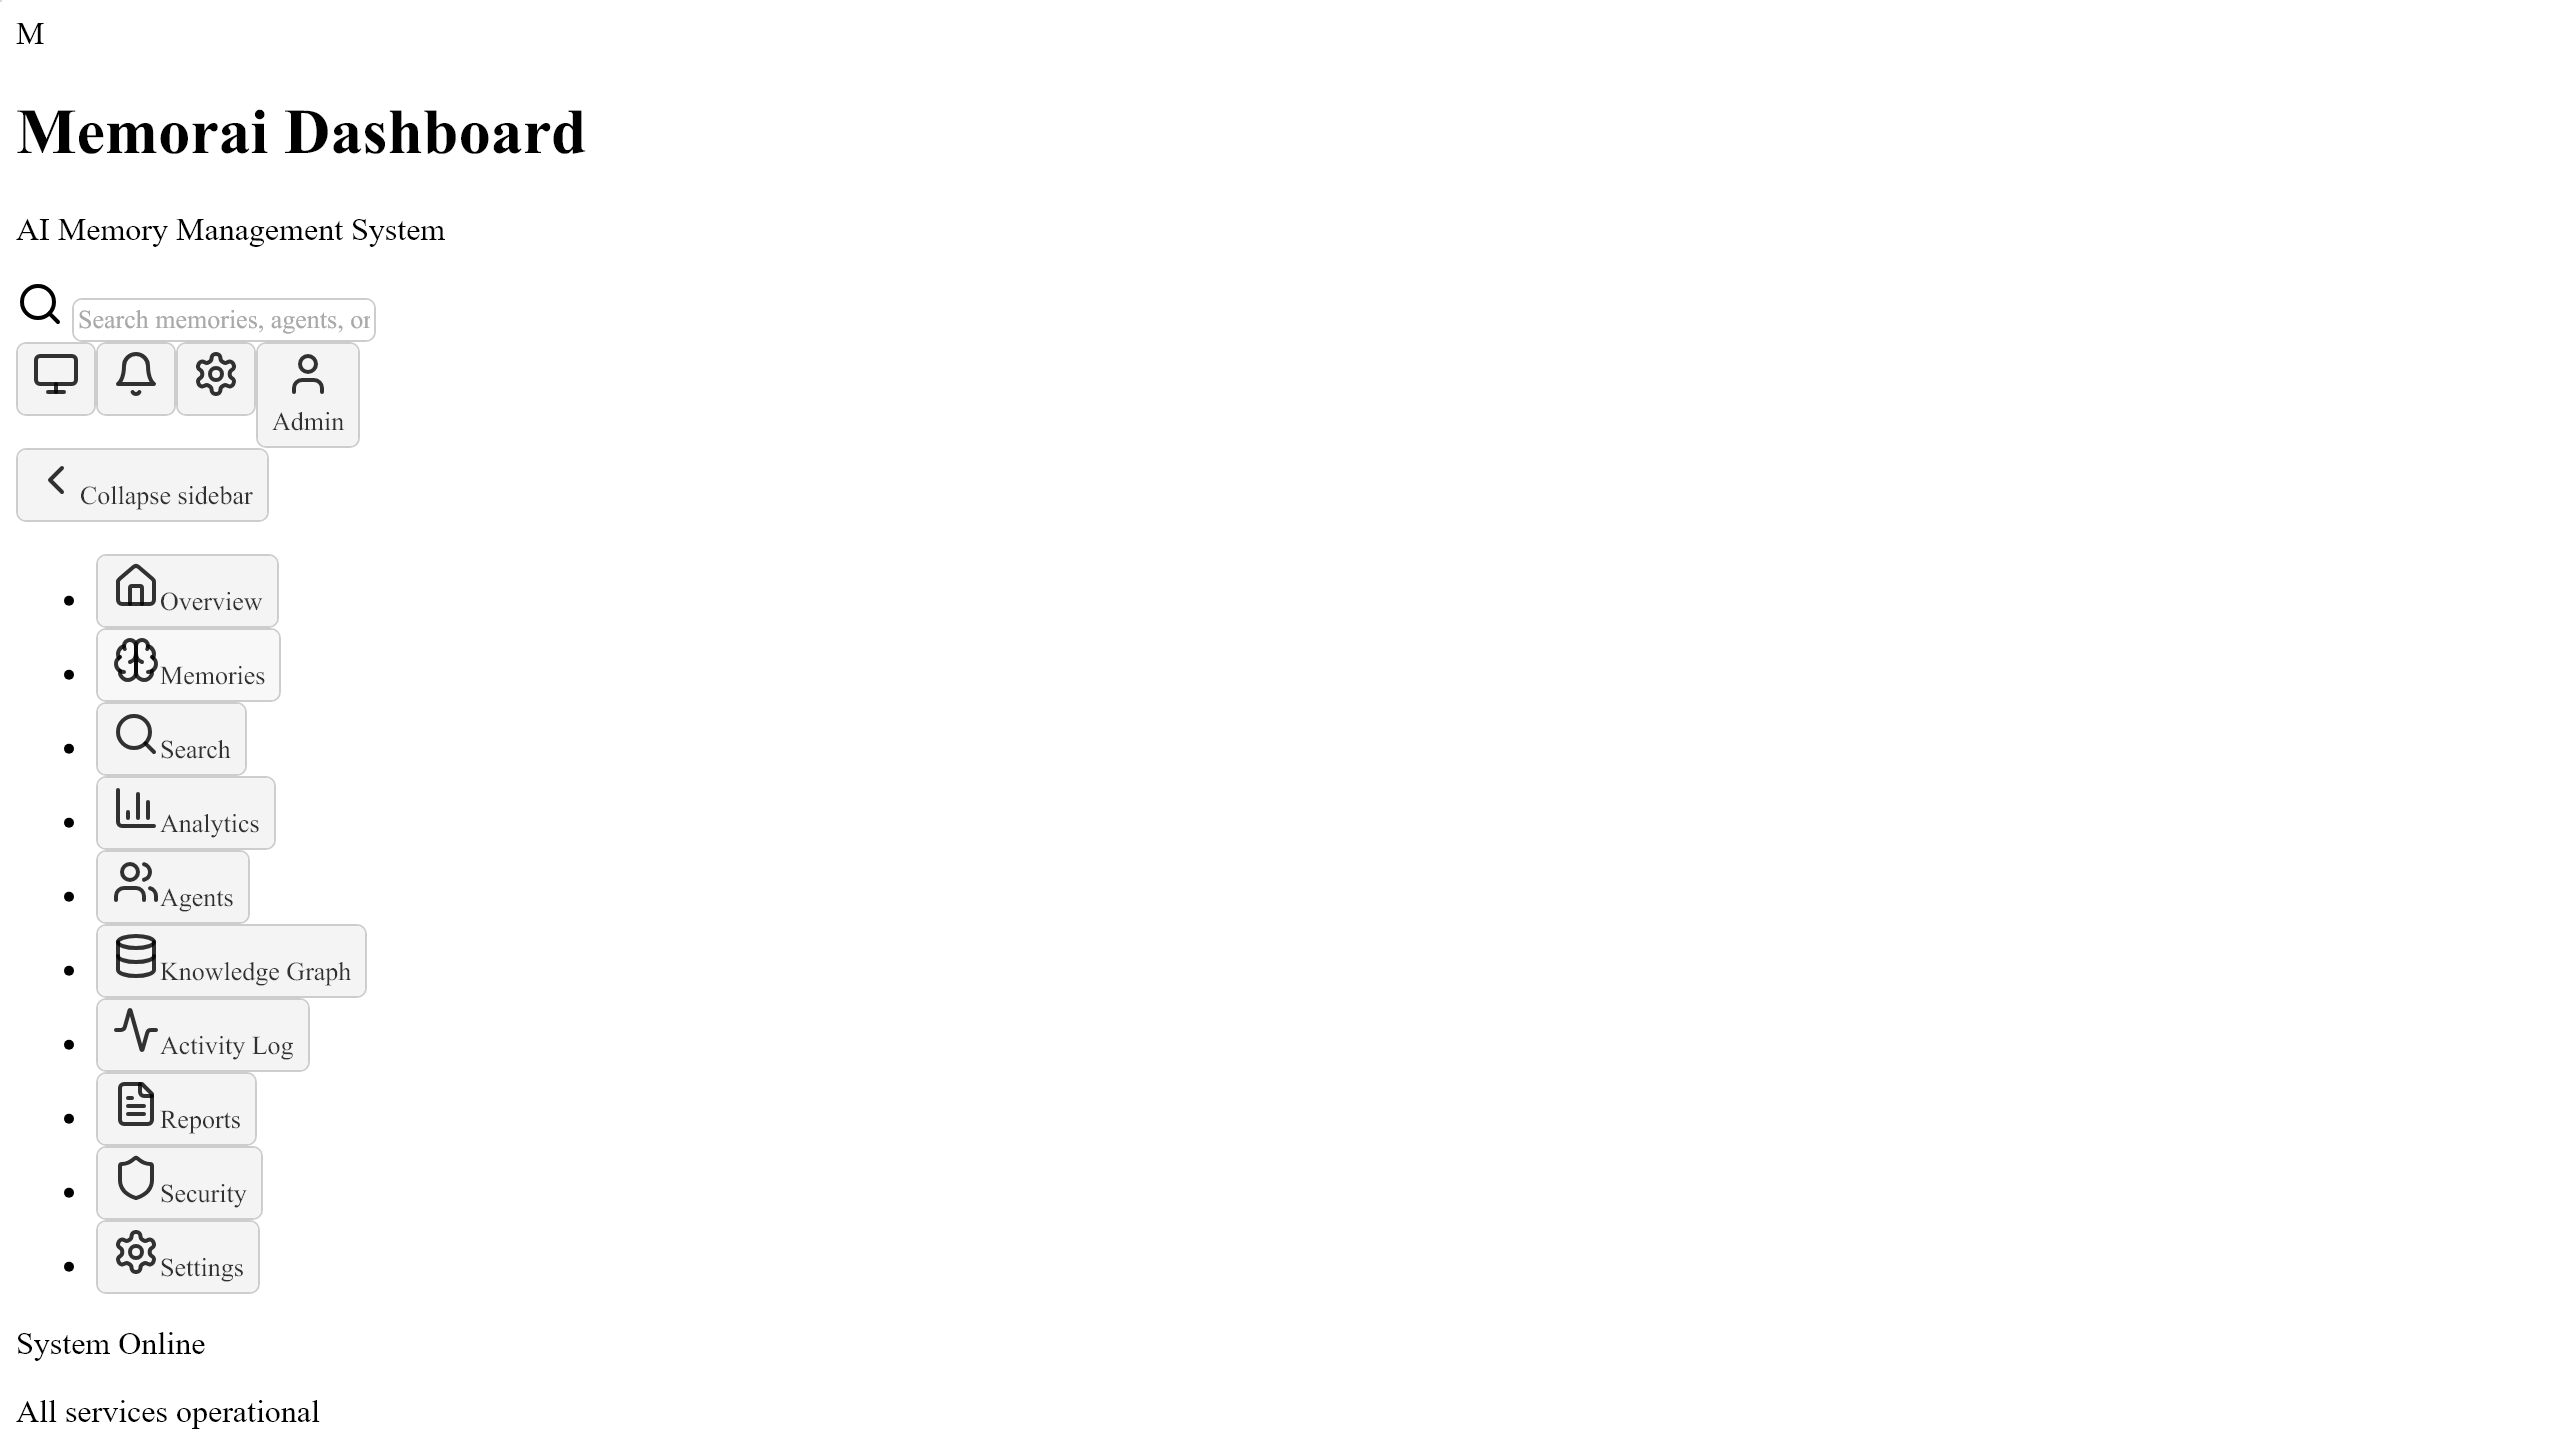 M
Memorai Dashboard
AI Memory Management System
Search memories, agents, or
Admin
Collapse sidebar
Overview
Memories
Search
Analytics
Agents
Knowledge Graph
Activity Log
Reports
Security
Settings
System Online
All services operational